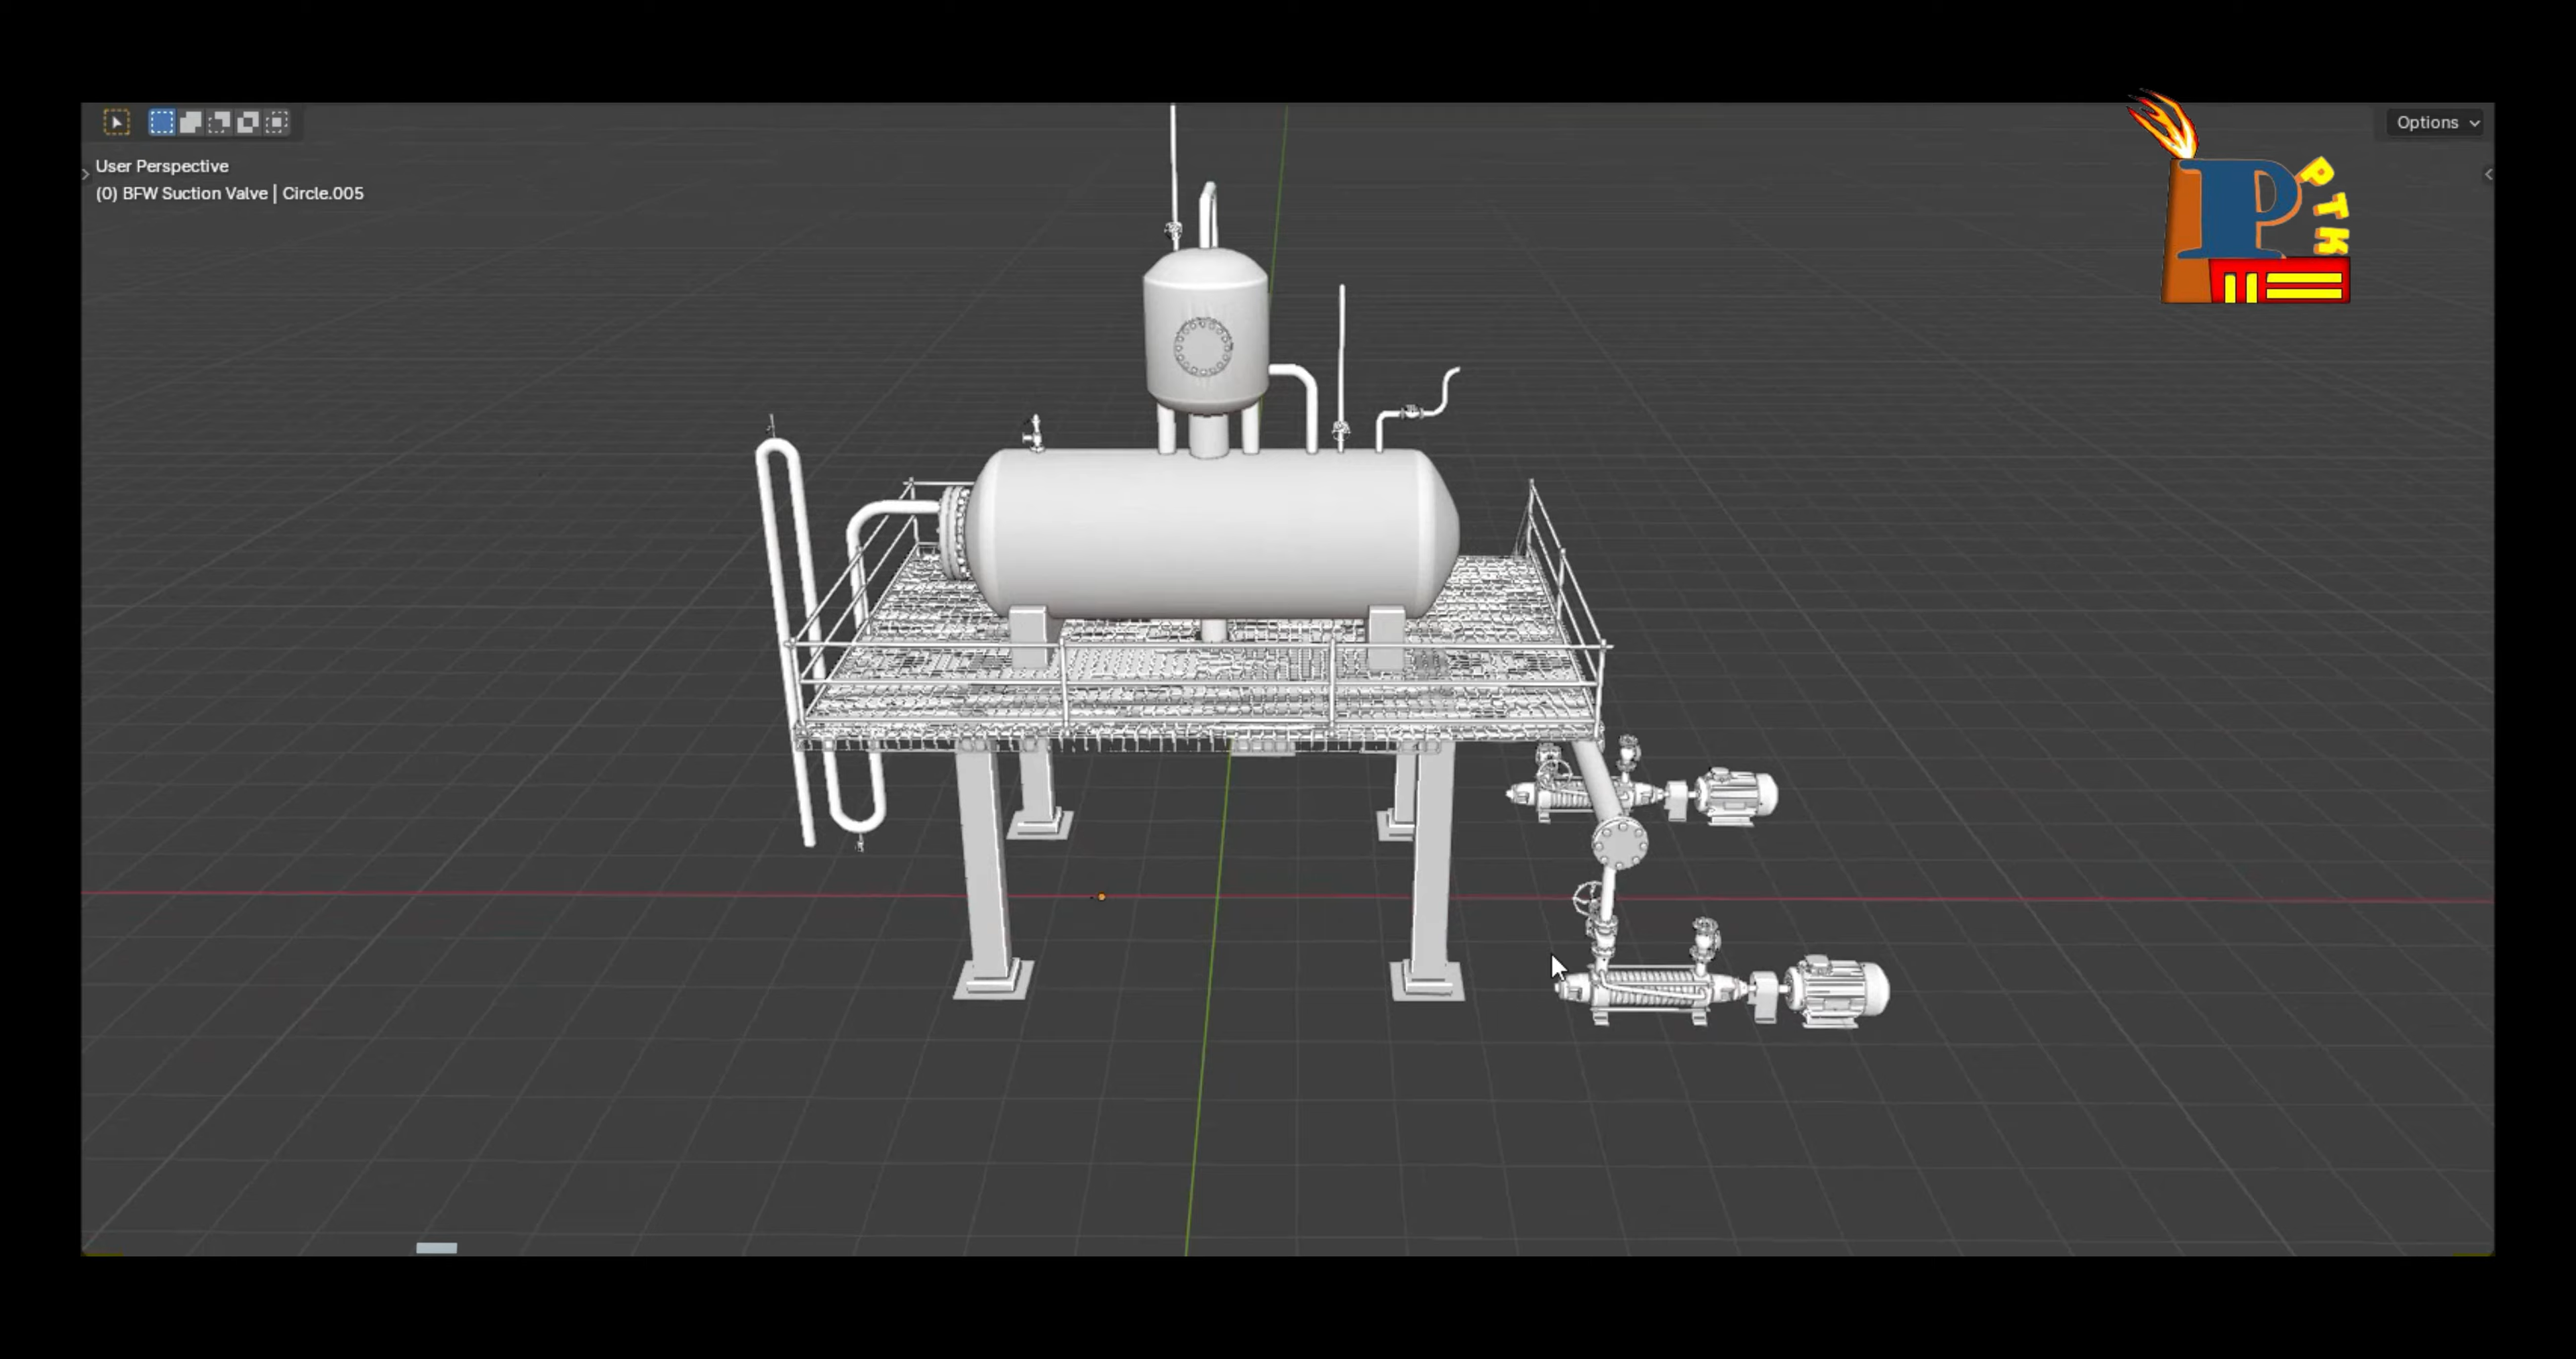 Options
User Perspective
(0) BFW Suction Valve | Circle.005
P
P
T
K